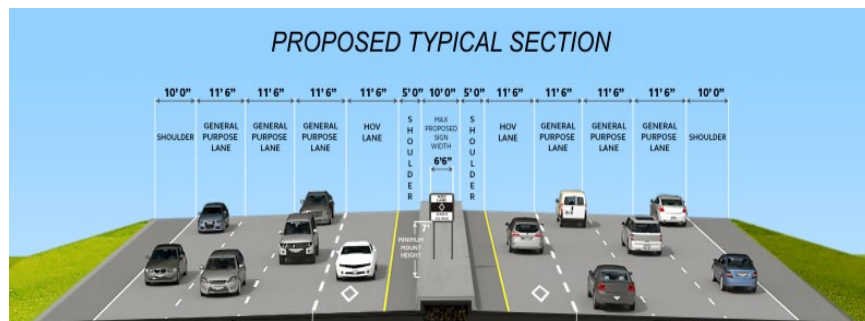 PROPOSED TYPICAL SECTION
10' 0" 11' 6" 11' 6" 11' 6" 11' 6" 5' 0" 10' 0" 5' 0" 11' 6" 11' 6" 11' 6" 11' 6" 10' 0"
SHOULDER
GENERAL
PURPOSE
LANE
GENERAL
PURPOSE
LANE
GENERAL
PURPOSE
LANE
HOV
LANE
SHOULDER
MAX
PROPOSED
SIGN
WIDTH
6'6"
SHOULDER
HOV
LANE
GENERAL
PURPOSE
LANE
GENERAL
PURPOSE
LANE
GENERAL
PURPOSE
LANE
SHOULDER
7'
MINIMUM
MOUNT
HEIGHT